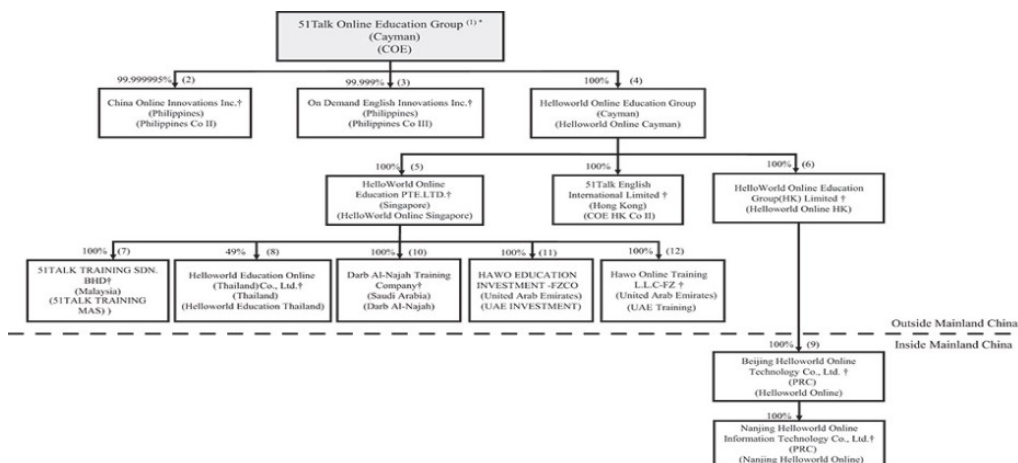 51Talk Online Education Group (1) *
(Cayman)
(COE)
99.999995% (2)
99.999% (3)
100% (4)
China Online Innovations Inc.†
(Philippines)
(Philippines Co II)
On Demand English Innovations Inc.†
(Philippines)
(Philippines Co III)
Helloworld Online Education Group
(Cayman)
(Helloworld Online Cayman)
100% (5)
100%
100% (6)
HelloWorld Online
Education PTE.LTD.†
(Singapore)
(HelloWorld Online Singapore)
51Talk English
International Limited †
(Hong Kong)
(COE HK Co II)
HelloWorld Online Education
Group(HK) Limited †
(Helloworld Online HK)
100% (7)
49% (8)
100% (10)
100% (11)
100% (12)
51TALK TRAINING SDN.
BHD†
(Malaysia)
(51TALK TRAINING
MAS) )
Helloworld Education Online
(Thailand)Co., Ltd.†
(Thailand)
(Helloworld Education Thailand)
Darb Al-Najah Training
Company†
(Saudi Arabia)
(Darb Al-Najah)
HAWO EDUCATION
INVESTMENT -FZCO
(United Arab Emirates)
(UAE INVESTMENT)
Hawo Online Training
L.L.C-FZ †
(United Arab Emirates)
(UAE Training)
Outside Mainland China
Inside Mainland China
100% (9)
Beijing Helloworld Online
Technology Co., Ltd. †
(PRC)
(Helloworld Online)
100%
Nanjing Helloworld Online
Information Technology Co., Ltd.†
(PRC)
(Nanjing Helloworld Online)